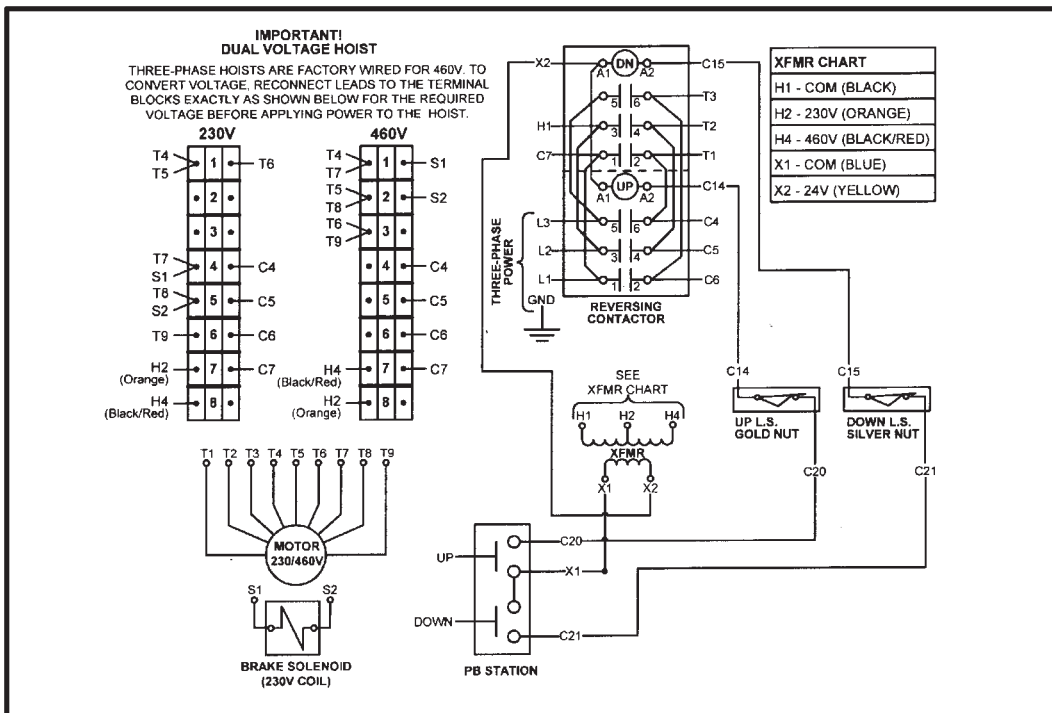 IMPORTANT!
DUAL VOLTAGE HOIST
THREE-PHASE HOISTS ARE FACTORY WIRED FOR 460V. TO
CONVERT VOLTAGE, RECONNECT LEADS TO THE TERMINAL
BLOCKS EXACTLY AS SHOWN BELOW FOR THE REQUIRED
VOLTAGE BEFORE APPLYING POWER TO THE HOIST.
230V
T4
T5
1
T6
2
3
T7
S1
4
C4
T8
S2
5
C5
T9
6
C6
H2
(Orange)
7
C7
H4
(Black/Red)
8
460V
T4
T7
1
S1
T5
T8
2
S2
T6
T9
3
4
C4
5
C5
6
C6
H4
(Black/Red)
7
C7
H2
(Orange)
8
X2
A1
DN
A2
C15
5
6
T3
H1
3
4
T2
C7
1
2
T1
A1
UP
A2
C14
L3
5
6
C4
L2
3
4
C5
L1
1
2
C6
THREE-PHASE
POWER
GND
REVERSING
CONTACTOR
XFMR CHART
H1 - COM (BLACK)
H2 - 230V (ORANGE)
H4 - 460V (BLACK/RED)
X1 - COM (BLUE)
X2 - 24V (YELLOW)
SEE
XFMR CHART
H1 H2 H4
XFMR
X1 X2
C14
UP L.S.
GOLD NUT
C20
C15
DOWN L.S.
SILVER NUT
C21
T1 T2 T3 T4 T5 T6 T7 T8 T9
MOTOR
230/460V
S1 S2
BRAKE SOLENOID
(230V COIL)
UP
C20
X1
DOWN
C21
PB STATION